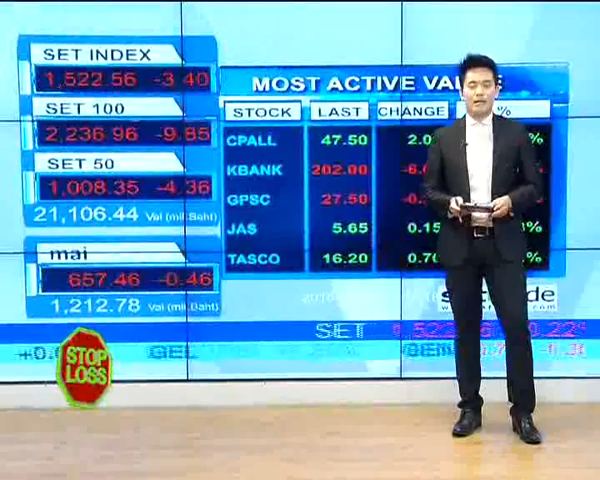 SET INDEX
1,522.56 -3.40
SET 100
2,236.96 -9.85
SET 50
1,008.35 -4.36
21,106.44 Val (mil.Baht)
mai
657.46 -0.46
1,212.78 Val (mil.Baht)
MOST ACTIVE
STOCK LAST CHANGE %
CPALL 47.50 %
KBANK 202.00
GPSC 27.50
JAS 5.65 0.15 %
TASCO 16.20 %
SET
STOP
LOSS